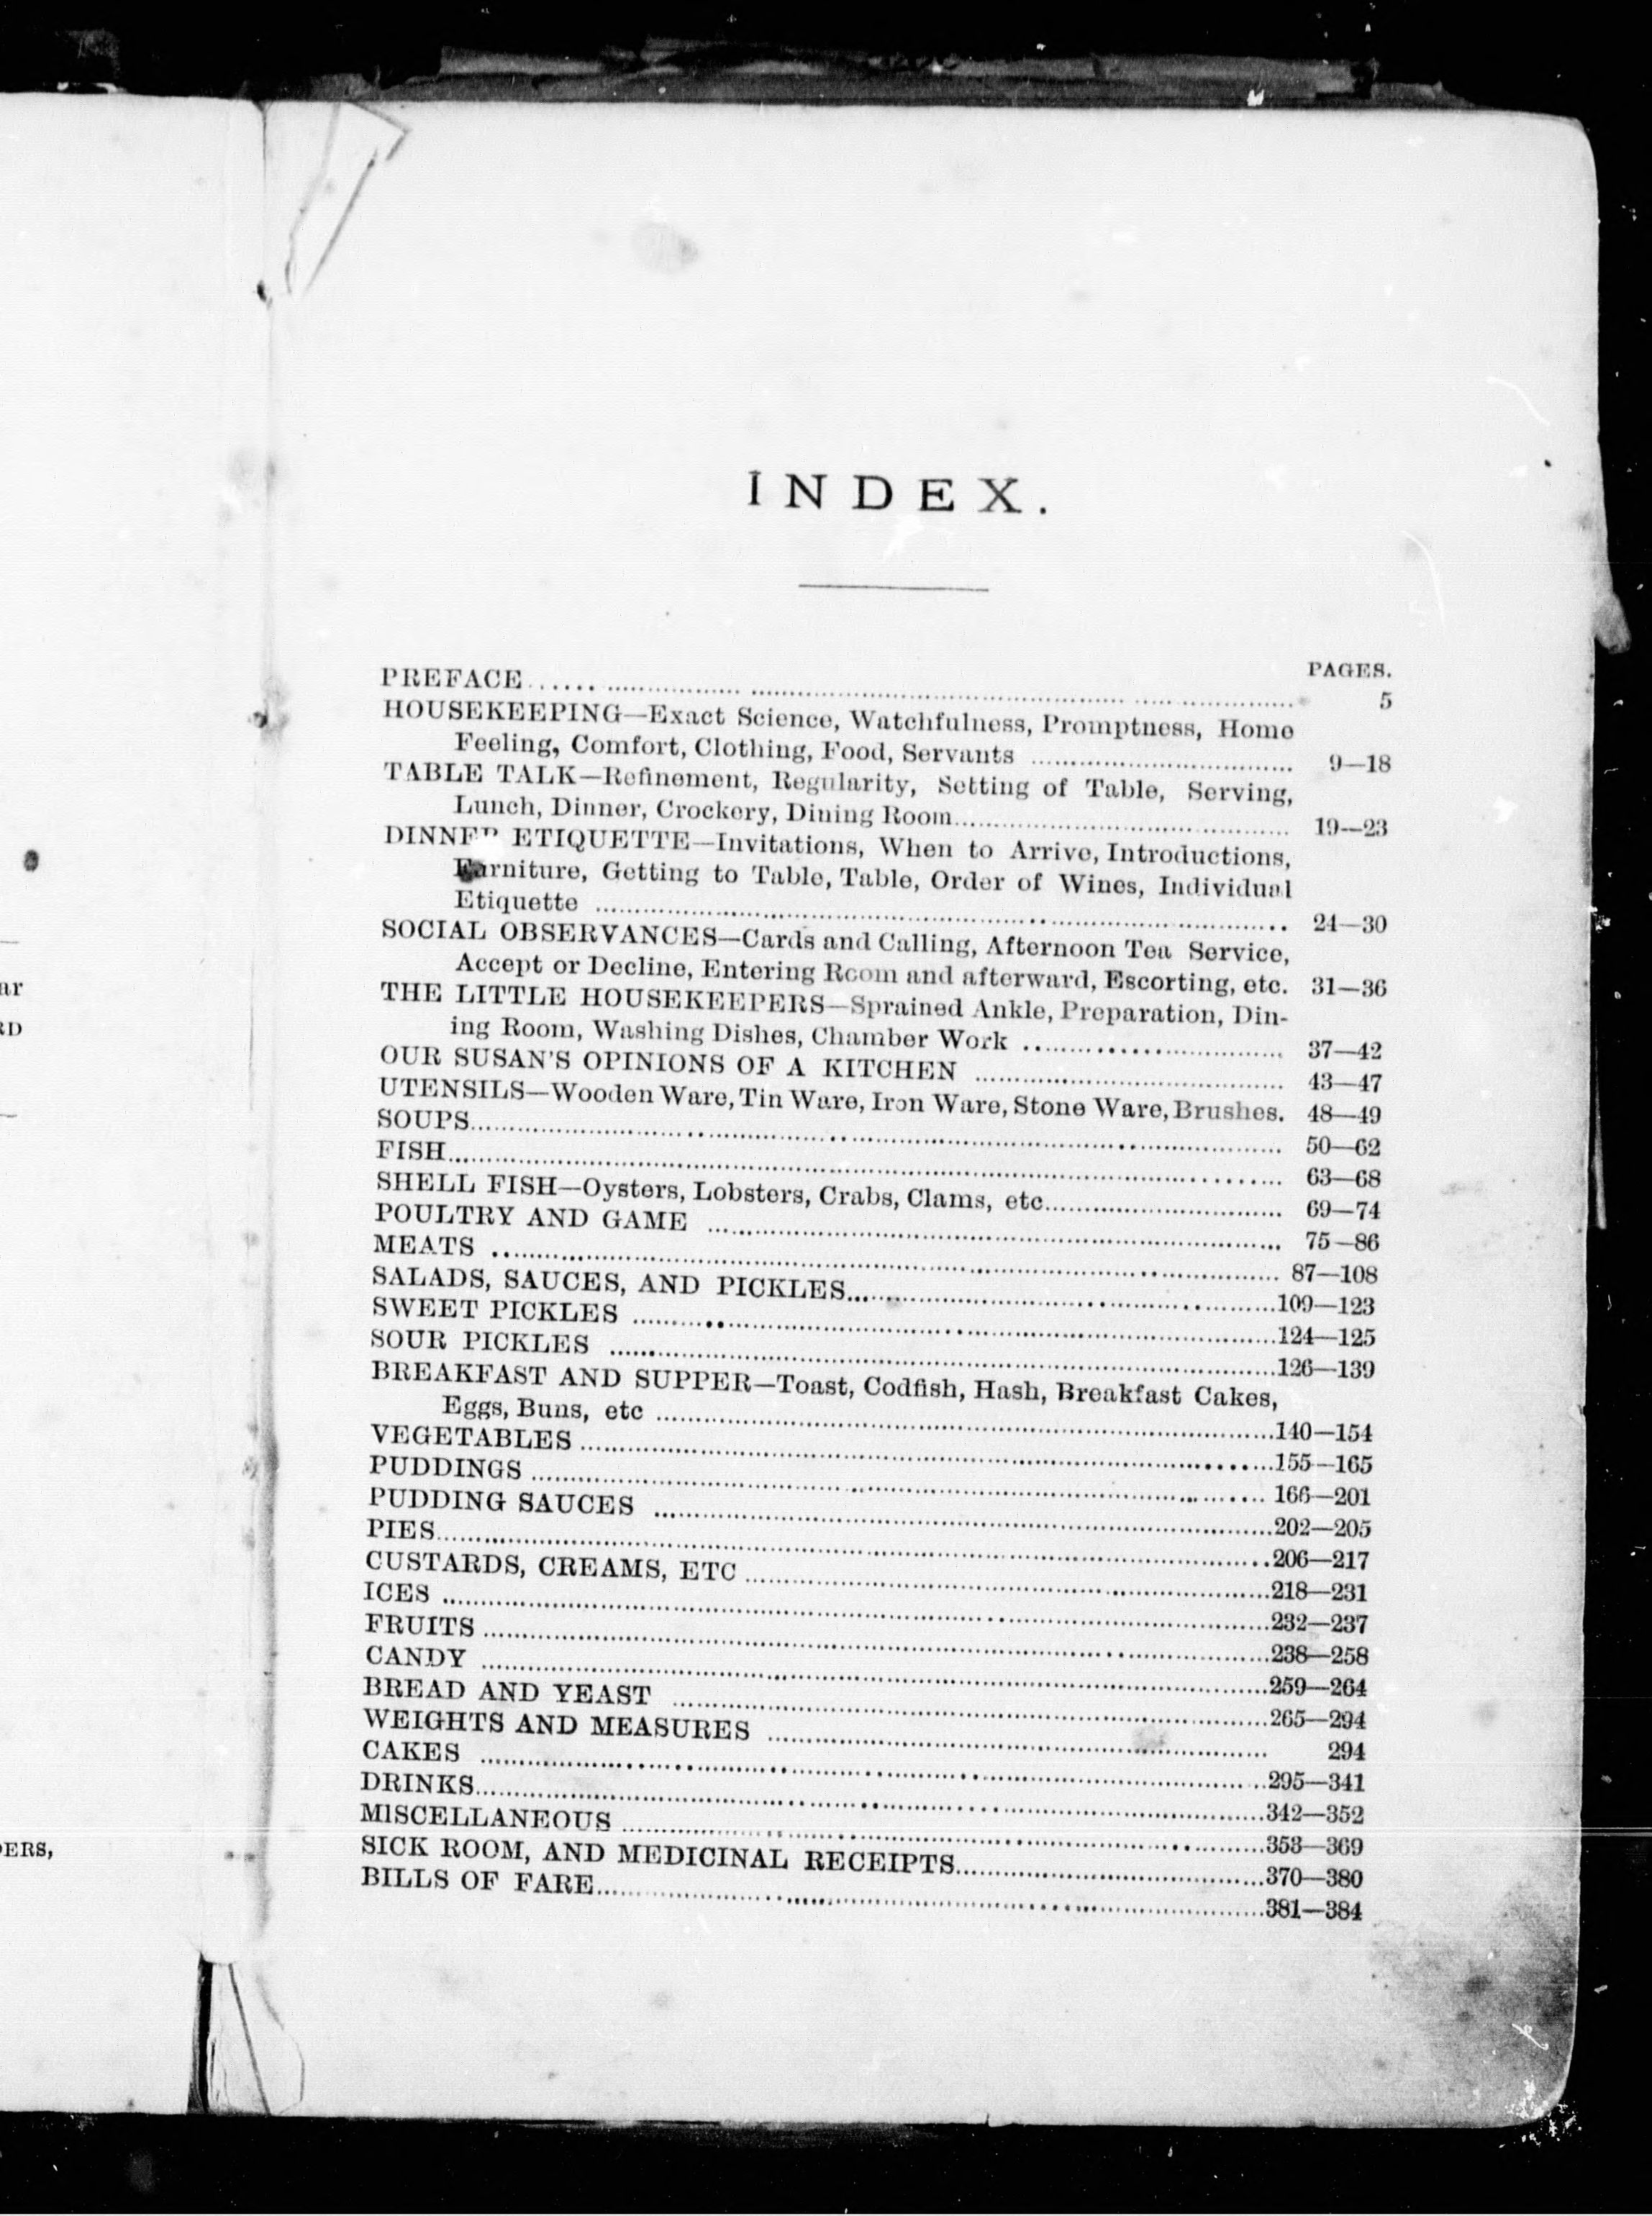 INDEX.
PAGES.
PREFACE 5
HOUSEKEEPING—Exact Science, Watchfulness, Promptness, Home
Feeling, Comfort, Clothing, Food, Servants 9—18
TABLE TALK—Refinement, Regularity, Setting of Table, Serving,
Lunch, Dinner, Crockery, Dining Room 19—23
DINNER ETIQUETTE—Invitations, When to Arrive, Introductions,
Furniture, Getting to Table, Table, Order of Wines, Individual
Etiquette 24—30
SOCIAL OBSERVANCES—Cards and Calling, Afternoon Tea Service,
Accept or Decline, Entering Room and afterward, Escorting, etc. 31—36
THE LITTLE HOUSEKEEPERS—Sprained Ankle, Preparation, Din-
ing Room, Washing Dishes, Chamber Work 37—42
OUR SUSAN'S OPINIONS OF A KITCHEN 43—47
UTENSILS—Wooden Ware, Tin Ware, Iron Ware, Stone Ware, Brushes. 48—49
SOUPS 50—62
FISH 63—68
SHELL FISH—Oysters, Lobsters, Crabs, Clams, etc 69—74
POULTRY AND GAME 75—86
MEATS 87—108
SALADS, SAUCES, AND PICKLES 109—123
SWEET PICKLES 124—125
SOUR PICKLES 126—139
BREAKFAST AND SUPPER—Toast, Codfish, Hash, Breakfast Cakes,
Eggs, Buns, etc 140—154
VEGETABLES 155—165
PUDDINGS 166—201
PUDDING SAUCES 202—205
PIES 206—217
CUSTARDS, CREAMS, ETC 218—231
ICES 232—237
FRUITS 238—258
CANDY 259—264
BREAD AND YEAST 265—294
WEIGHTS AND MEASURES 294
CAKES 295—341
DRINKS 342—352
MISCELLANEOUS 353—369
SICK ROOM, AND MEDICINAL RECEIPTS 370—380
BILLS OF FARE 381—384